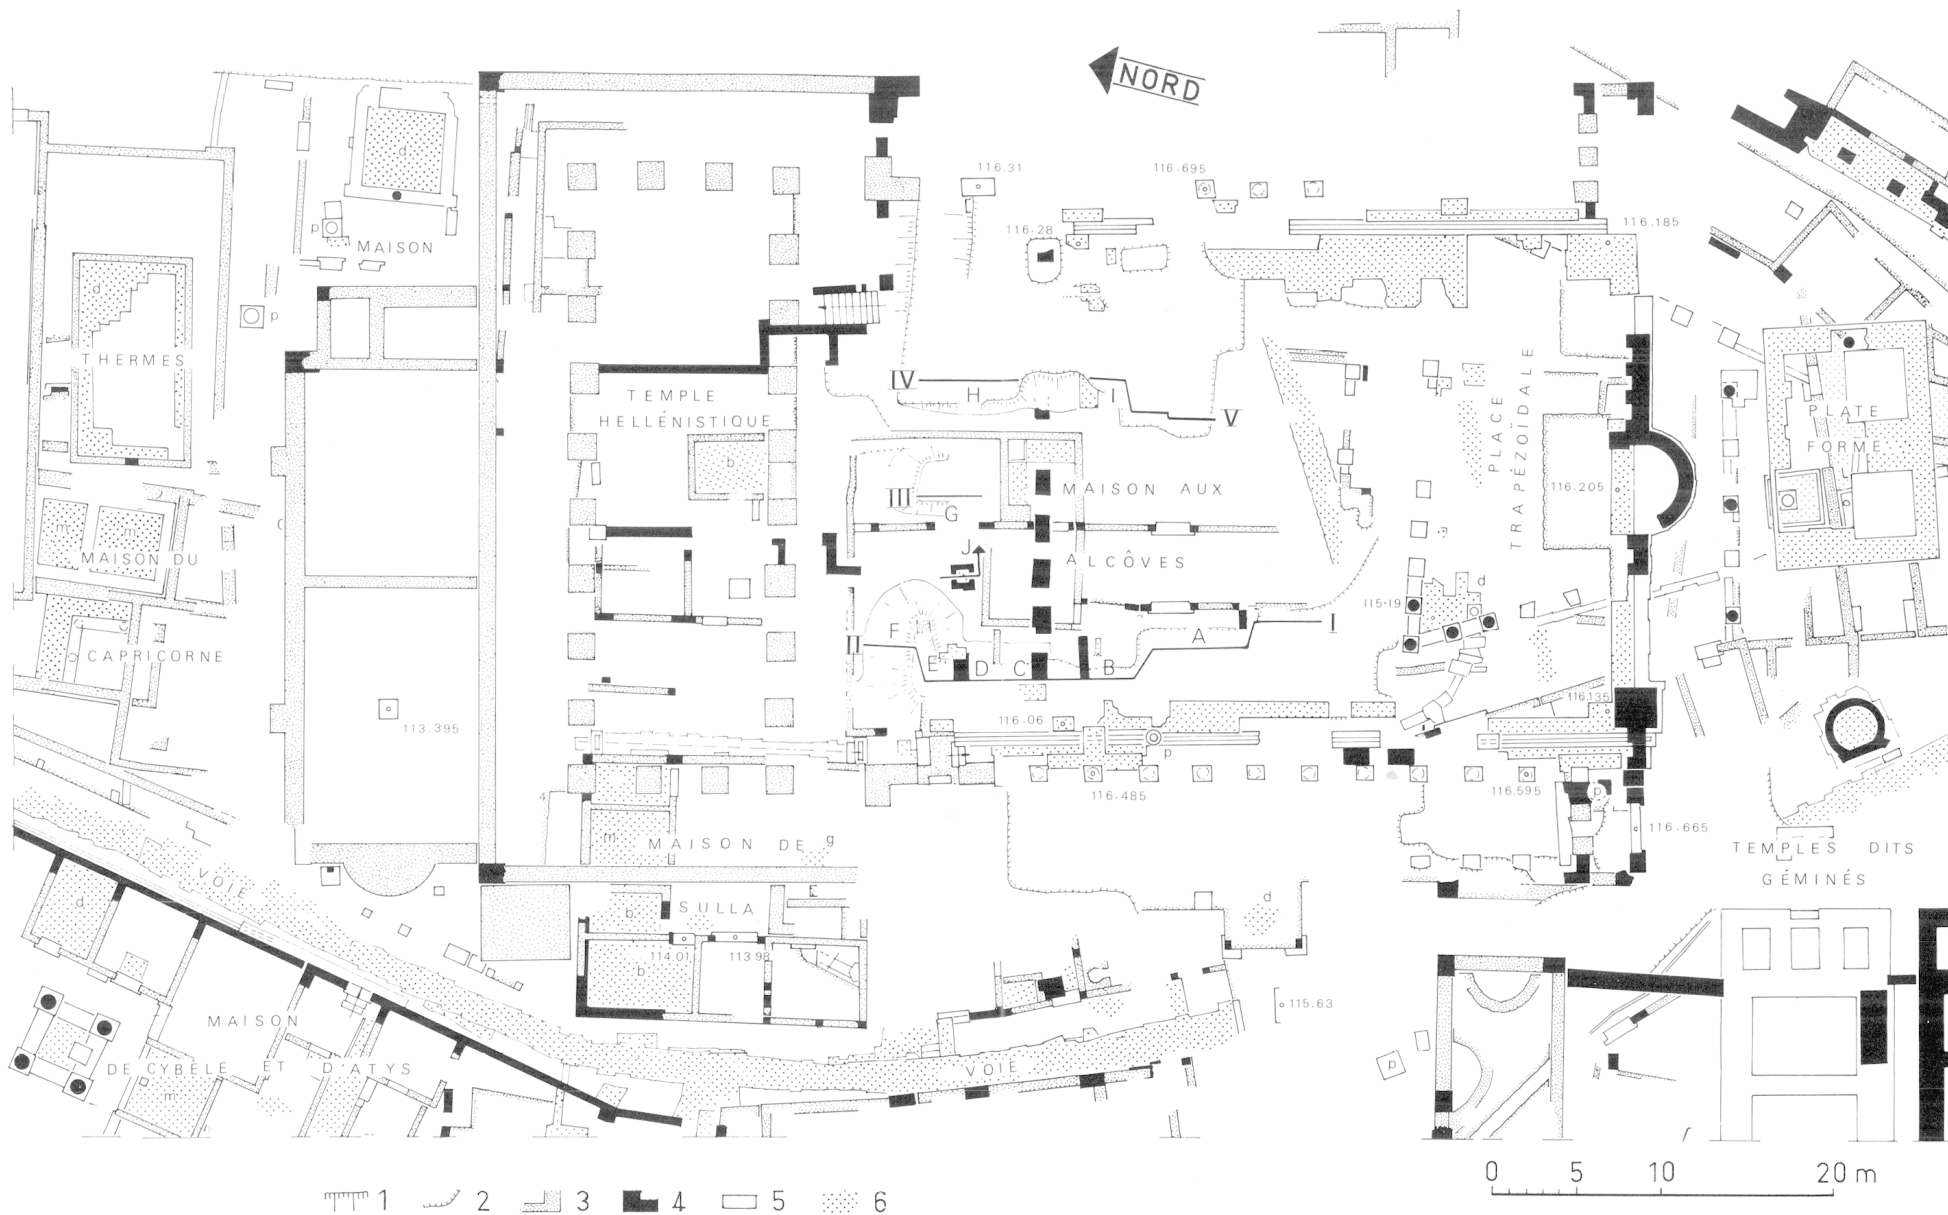 NORD
116.31
116.695
d
116.185
116.28
p
MAISON
p
d
THERMES
TEMPLE
HELLÉNISTIQUE
IV
H
I
V
PLACE
TRAPÉZOÏDALE
PLATE
FORME
b
III
G
MAISON AUX
116.205
m
m
MAISON DU
J
ALCÔVES
d
115.19
F
II
A
I
CAPRICORNE
E
D
C
B
116.135
113.395
116.06
p
116.485
116.595
p
4
m
MAISON DE
g
116.665
TEMPLES DITS
GÉMINÉS
VOIE
d
b
SULLA
d
b
114.01
113.98
115.63
MAISON
DE CYBÈLE ET D'ATYS
m
VOIE
p
0 5 10 20 m
1 2 3 4 5 6